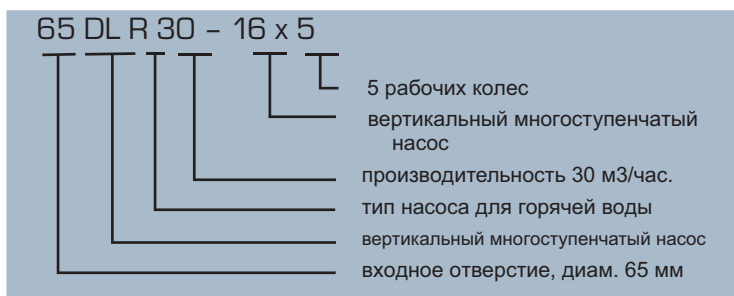 65 DL R 30 - 16 x 5
5 рабочих колес
вертикальный многоступенчатый
насос
производительность 30 м3/час.
тип насоса для горячей воды
вертикальный многоступенчатый насос
входное отверстие, диам. 65 мм